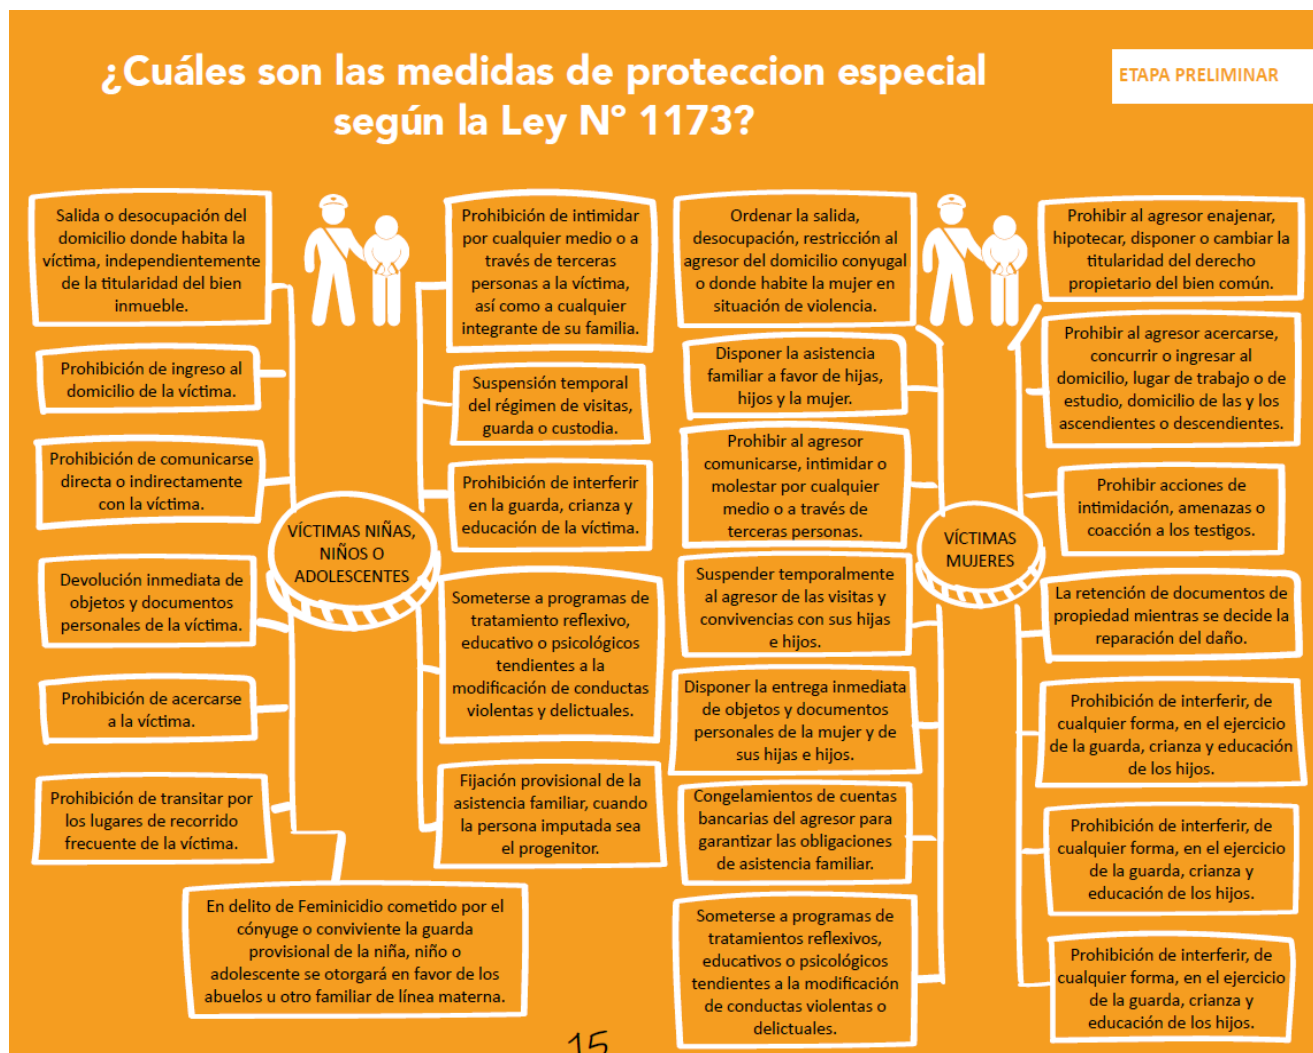 ¿Cuáles son las medidas de proteccion especial
según la Ley Nº 1173?
ETAPA PRELIMINAR
Salida o desocupación del
domicilio donde habita la
víctima, independientemente
de la titularidad del bien
inmueble.
Prohibición de ingreso al
domicilio de la víctima.
Prohibición de comunicarse
directa o indirectamente
con la víctima.
Devolución inmediata de
objetos y documentos
personales de la víctima.
Prohibición de acercarse
a la víctima.
Prohibición de transitar por
los lugares de recorrido
frecuente de la víctima.
En delito de Feminicidio cometido por el
cónyuge o conviviente la guarda
provisional de la niña, niño o
adolescente se otorgará en favor de los
abuelos u otro familiar de línea materna.
VÍCTIMAS NIÑAS,
NIÑOS O
ADOLESCENTES
Prohibición de intimidar
por cualquier medio o a
través de terceras
personas a la víctima,
así como a cualquier
integrante de su familia.
Suspensión temporal
del régimen de visitas,
guarda o custodia.
Prohibición de interferir
en la guarda, crianza y
educación de la víctima.
Someterse a programas de
tratamiento reflexivo,
educativo o psicológicos
tendientes a la
modificación de conductas
violentas y delictuales.
Fijación provisional de la
asistencia familiar, cuando
la persona imputada sea
el progenitor.
Ordenar la salida,
desocupación, restricción al
agresor del domicilio conyugal
o donde habite la mujer en
situación de violencia.
Disponer la asistencia
familiar a favor de hijas,
hijos y la mujer.
Prohibir al agresor
comunicarse, intimidar o
molestar por cualquier
medio o a través de
terceras personas.
Suspender temporalmente
al agresor de las visitas y
convivencias con sus hijas
e hijos.
Disponer la entrega inmediata
de objetos y documentos
personales de la mujer y de
sus hijas e hijos.
Congelamientos de cuentas
bancarias del agresor para
garantizar las obligaciones
de asistencia familiar.
Someterse a programas de
tratamientos reflexivos,
educativos o psicológicos
tendientes a la modificación
de conductas violentas o
delictuales.
VÍCTIMAS
MUJERES
Prohibir al agresor enajenar,
hipotecar, disponer o cambiar la
titularidad del derecho
propietario del bien común.
Prohibir al agresor acercarse,
concurrir o ingresar al
domicilio, lugar de trabajo o de
estudio, domicilio de las y los
ascendientes o descendientes.
Prohibir acciones de
intimidación, amenazas o
coacción a los testigos.
La retención de documentos de
propiedad mientras se decide la
reparación del daño.
Prohibición de interferir, de
cualquier forma, en el ejercicio
de la guarda, crianza y educación
de los hijos.
Prohibición de interferir, de
cualquier forma, en el ejercicio
de la guarda, crianza y
educación de los hijos.
Prohibición de interferir, de
cualquier forma, en el ejercicio
de la guarda, crianza y
educación de los hijos.
15